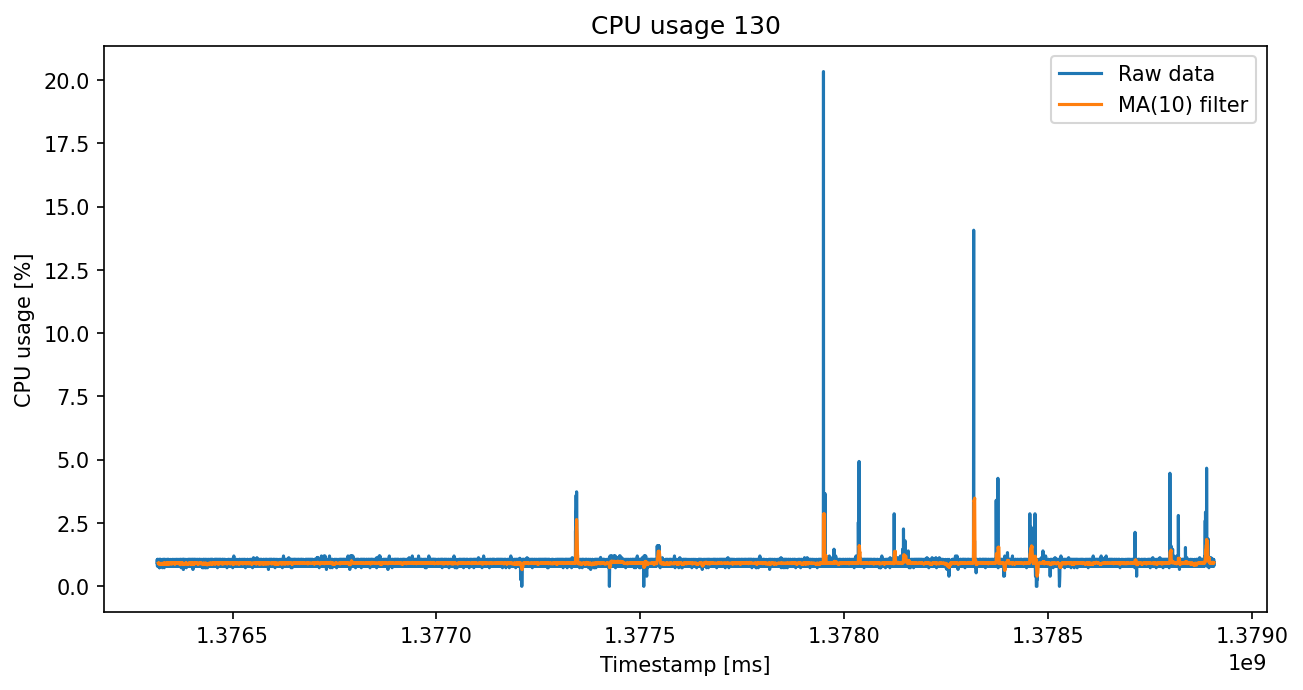 CPU usage 130
Raw data
MA(10) filter
CPU usage [%]
20.0
17.5
15.0
12.5
10.0
7.5
5.0
2.5
0.0
1.3765 1.3770 1.3775 1.3780 1.3785 1.3790
1e9
Timestamp [ms]